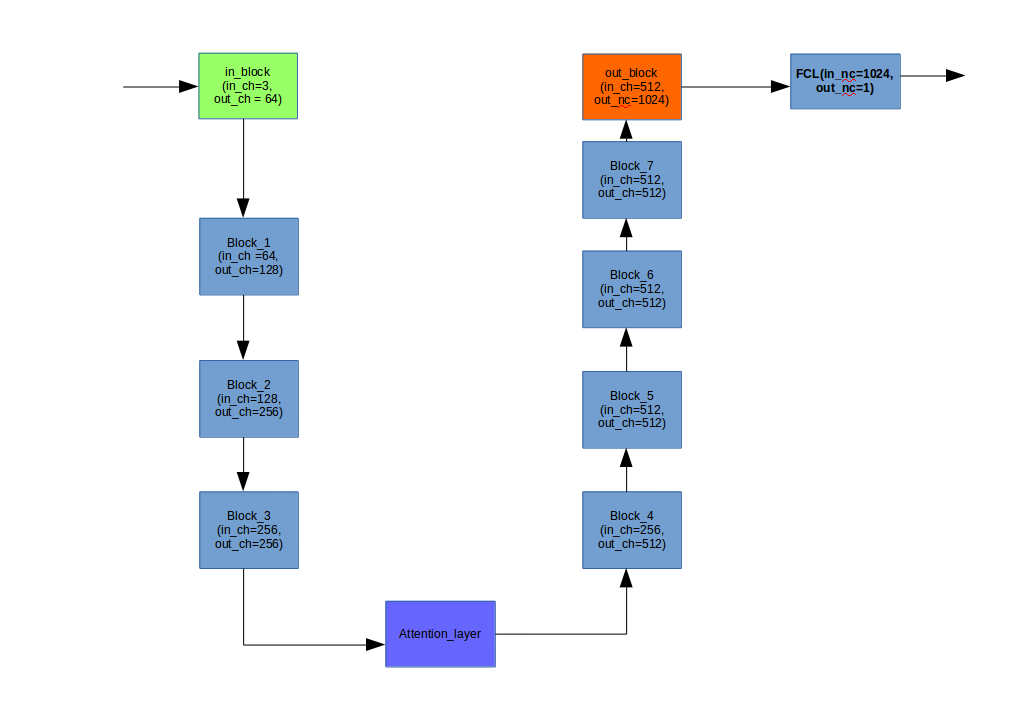 in_block
(in_ch=3,
out_ch = 64)
Block_1
(in_ch =64,
out_ch=128)
Block_2
(in_ch=128,
out_ch=256)
Block_3
(in_ch=256,
out_ch=256)
Attention_layer
Block_4
(in_ch=256,
out_ch=512)
Block_5
(in_ch=512,
out_ch=512)
Block_6
(in_ch=512,
out_ch=512)
Block_7
(in_ch=512,
out_ch=512)
out_block
(in_ch=512,
out_nc=1024)
FCL(in_nc=1024,
out_nc=1)